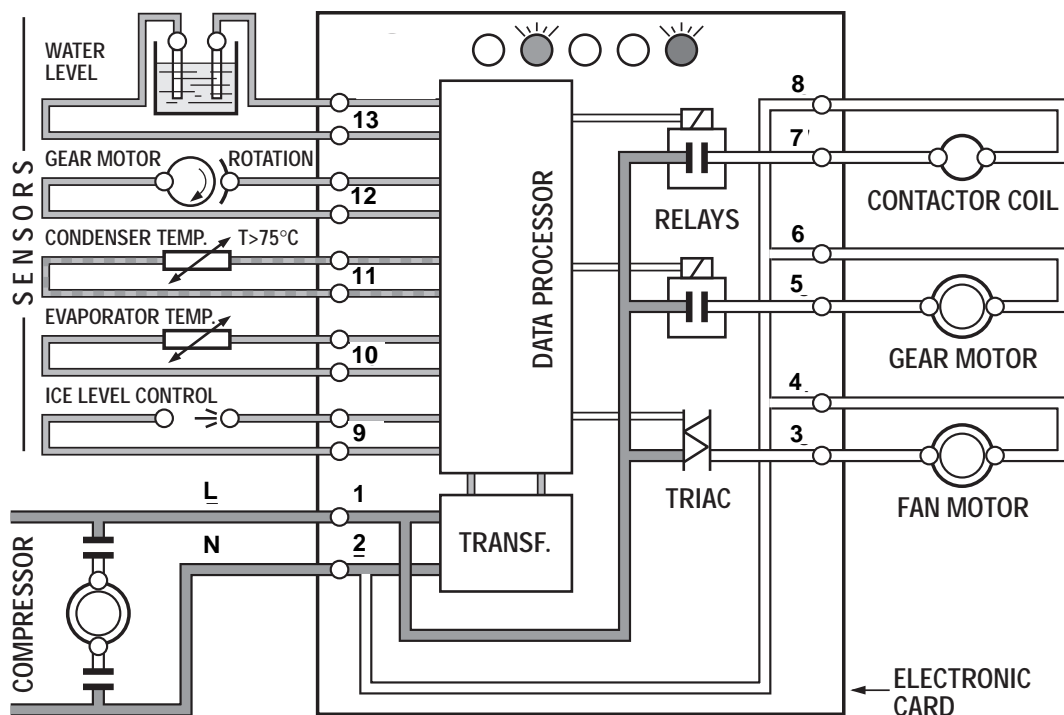 SENSORS
WATER
LEVEL
13
GEAR MOTOR ROTATION
12
CONDENSER TEMP. T>75°C
11
EVAPORATOR TEMP.
10
ICE LEVEL CONTROL
9
L
1
N
2
COMPRESSOR
DATA PROCESSOR
TRANSF.
RELAYS
TRIAC
8
7
CONTACTOR COIL
6
5
GEAR MOTOR
4
3
FAN MOTOR
ELECTRONIC
CARD